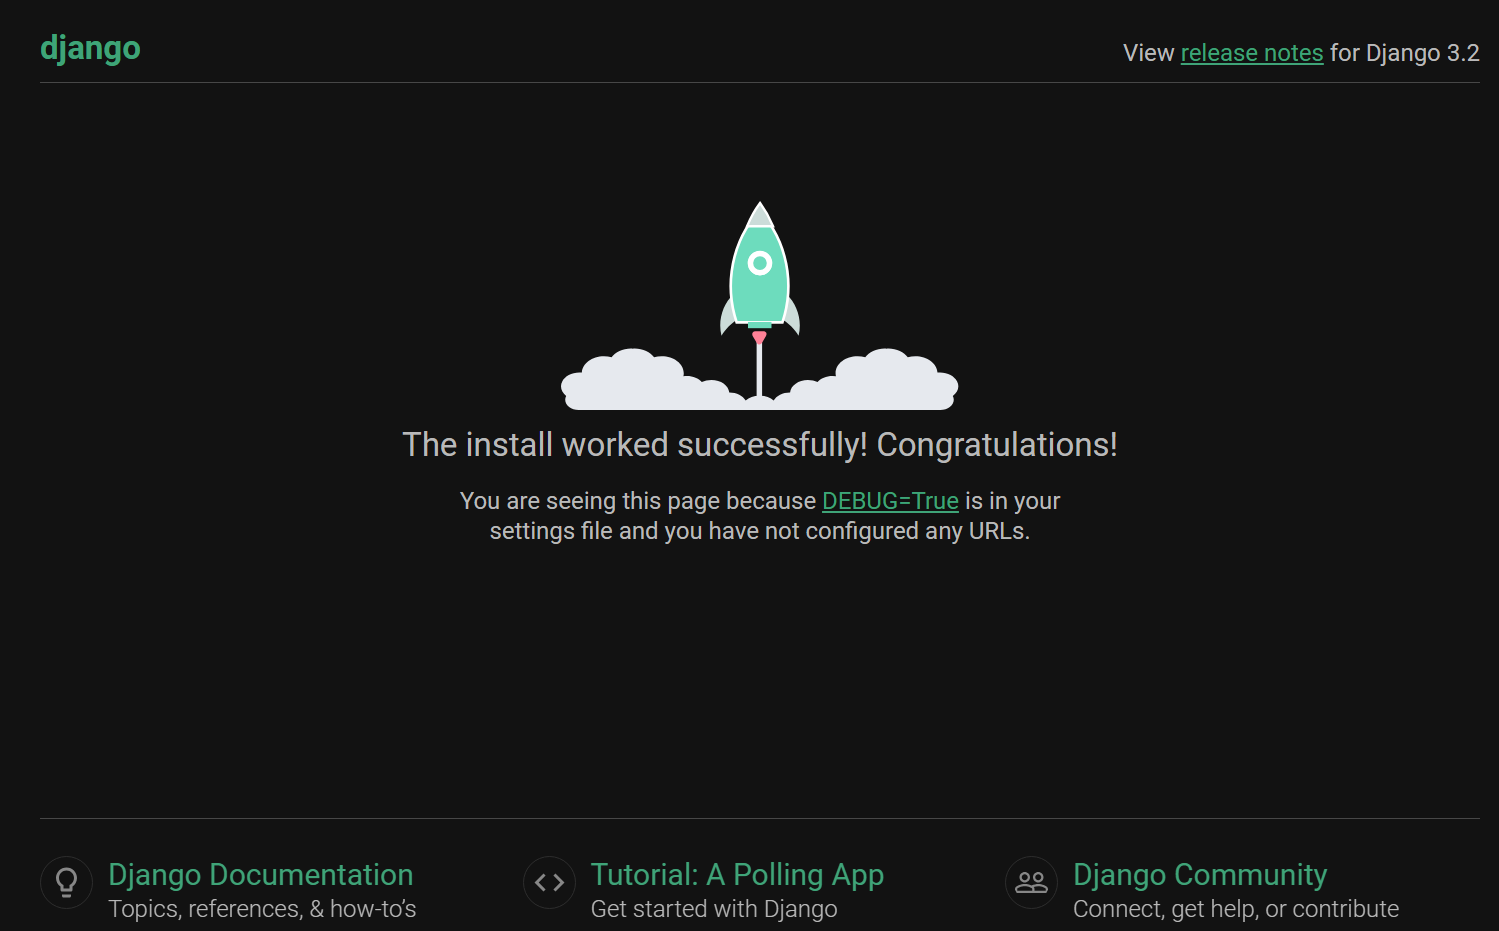 django
View release notes for Django 3.2
The install worked successfully! Congratulations!
You are seeing this page because DEBUG=True is in your
settings file and you have not configured any URLs.
Django Documentation
Topics, references, & how-to’s
Tutorial: A Polling App
Get started with Django
Django Community
Connect, get help, or contribute